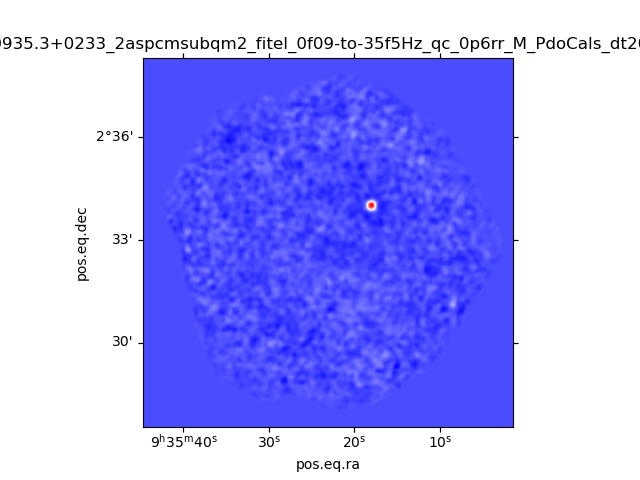 0935.3+0233_2aspcmsubqm2_fitel_0f09-to-35f5Hz_qc_0p6rr_M_PdoCals_dt20
2°36'
33'
30'
pos.eq.dec
9ʰ35ᵐ40ˢ 30ˢ 20ˢ 10ˢ
pos.eq.ra